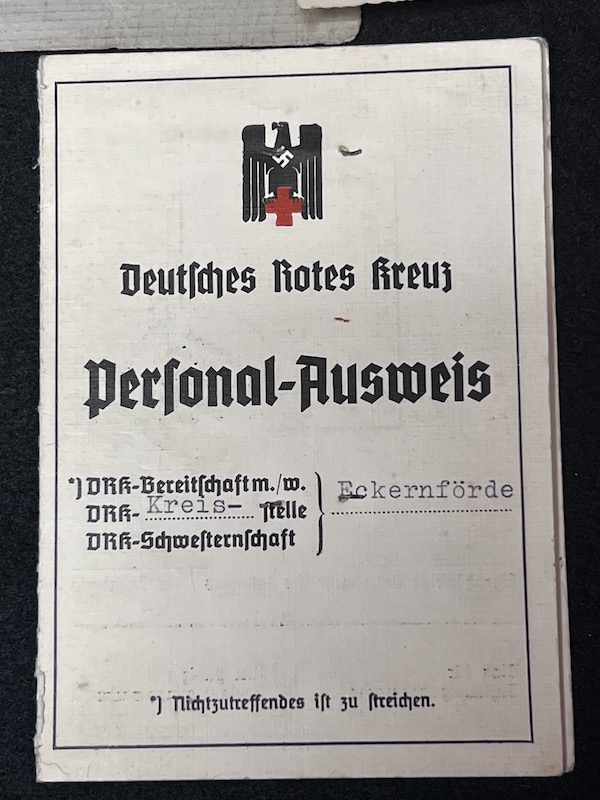 Deutsches Rotes Kreuz
Personal-Ausweis
*) DRK-Bereitschaft m./w.
DRK- Kreis- stelle
DRK-Schwesternschaft
Eckernförde
*) Nichtzutreffendes ist zu streichen.